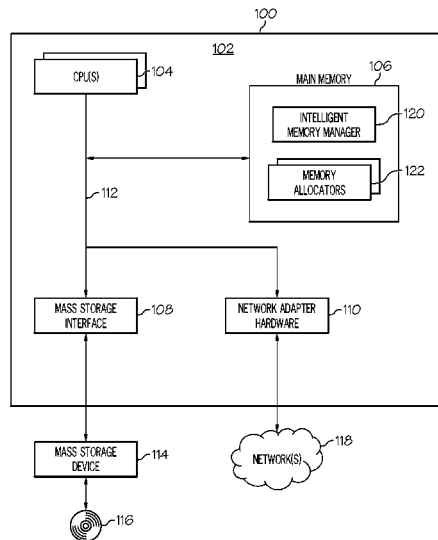 100
102
CPU(S)
104
MAIN MEMORY
106
INTELLIGENT
MEMORY MANAGER
120
MEMORY
ALLOCATORS
122
112
MASS STORAGE
INTERFACE
108
NETWORK ADAPTER
HARDWARE
110
MASS STORAGE
DEVICE
114
NETWORK(S)
118
116